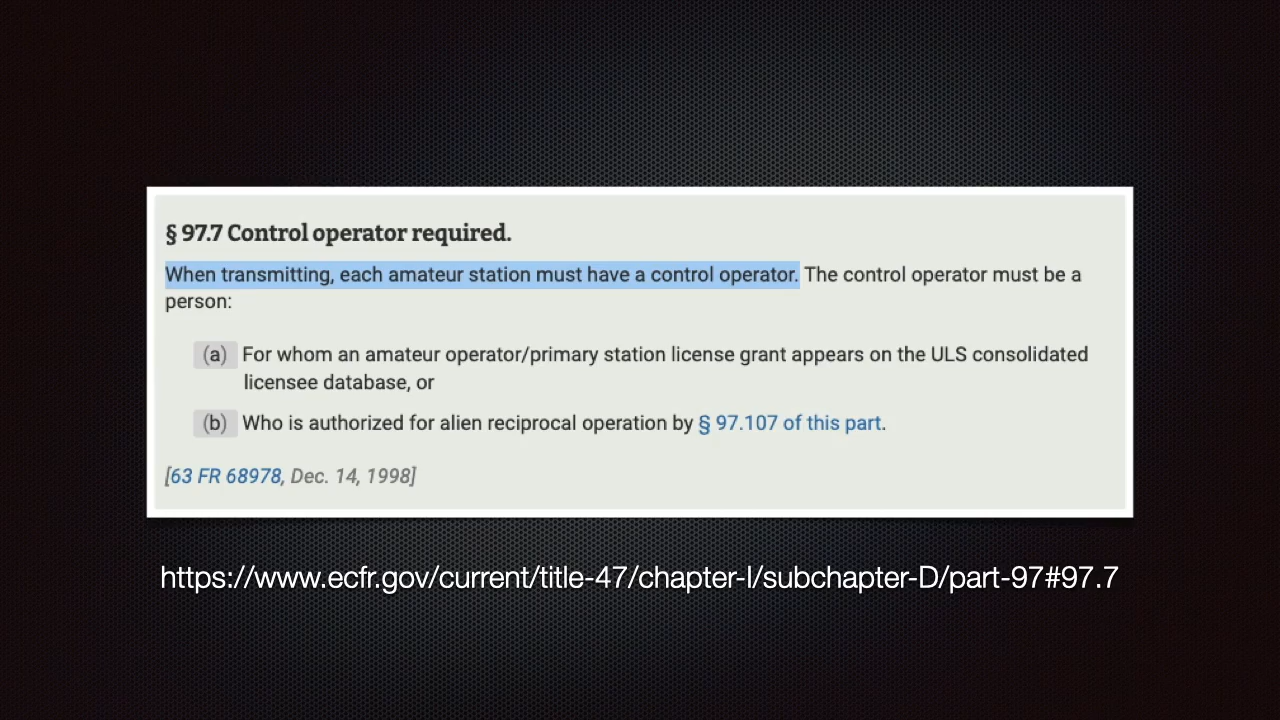 § 97.7 Control operator required.
When transmitting, each amateur station must have a control operator. The control operator must be a
person:
(a) For whom an amateur operator/primary station license grant appears on the ULS consolidated
licensee database, or
(b) Who is authorized for alien reciprocal operation by § 97.107 of this part.
[63 FR 68978, Dec. 14, 1998]
https://www.ecfr.gov/current/title-47/chapter-I/subchapter-D/part-97#97.7